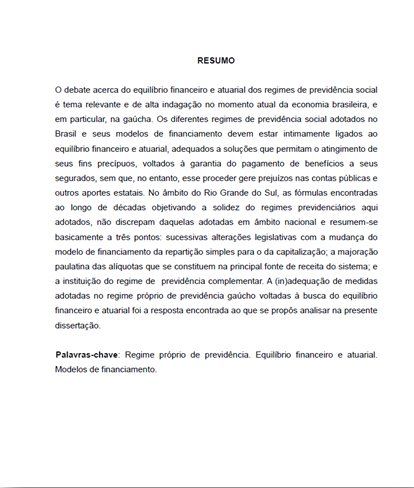 RESUMO
O debate acerca do equilíbrio financeiro e atuarial dos regimes de previdência social
é tema relevante e de alta indagação no momento atual da economia brasileira, e
em particular, na gaúcha. Os diferentes regimes de previdência social adotados no
Brasil e seus modelos de financiamento devem estar intimamente ligados ao
equilíbrio financeiro e atuarial, adequados a soluções que permitam o atingimento de
seus fins precípuos, voltados à garantia do pagamento de benefícios a seus
segurados, sem que, no entanto, esse proceder gere prejuízos nas contas públicas e
outros aportes estatais. No âmbito do Rio Grande do Sul, as fórmulas encontradas
ao longo de décadas objetivando a solidez do regimes previdenciários aqui
adotados, não discrepam daquelas adotadas em âmbito nacional e resumem-se
basicamente a três pontos: sucessivas alterações legislativas com a mudança do
modelo de financiamento da repartição simples para o da capitalização; a majoração
paulatina das alíquotas que se constituem na principal fonte de receita do sistema; e
a instituição do regime de previdência complementar. A (in)adequação de medidas
adotadas no regime próprio de previdência gaúcho voltadas à busca do equilíbrio
financeiro e atuarial foi a resposta encontrada ao que se propôs analisar na presente
dissertação.
Palavras-chave: Regime próprio de previdência. Equilíbrio financeiro e atuarial.
Modelos de financiamento.